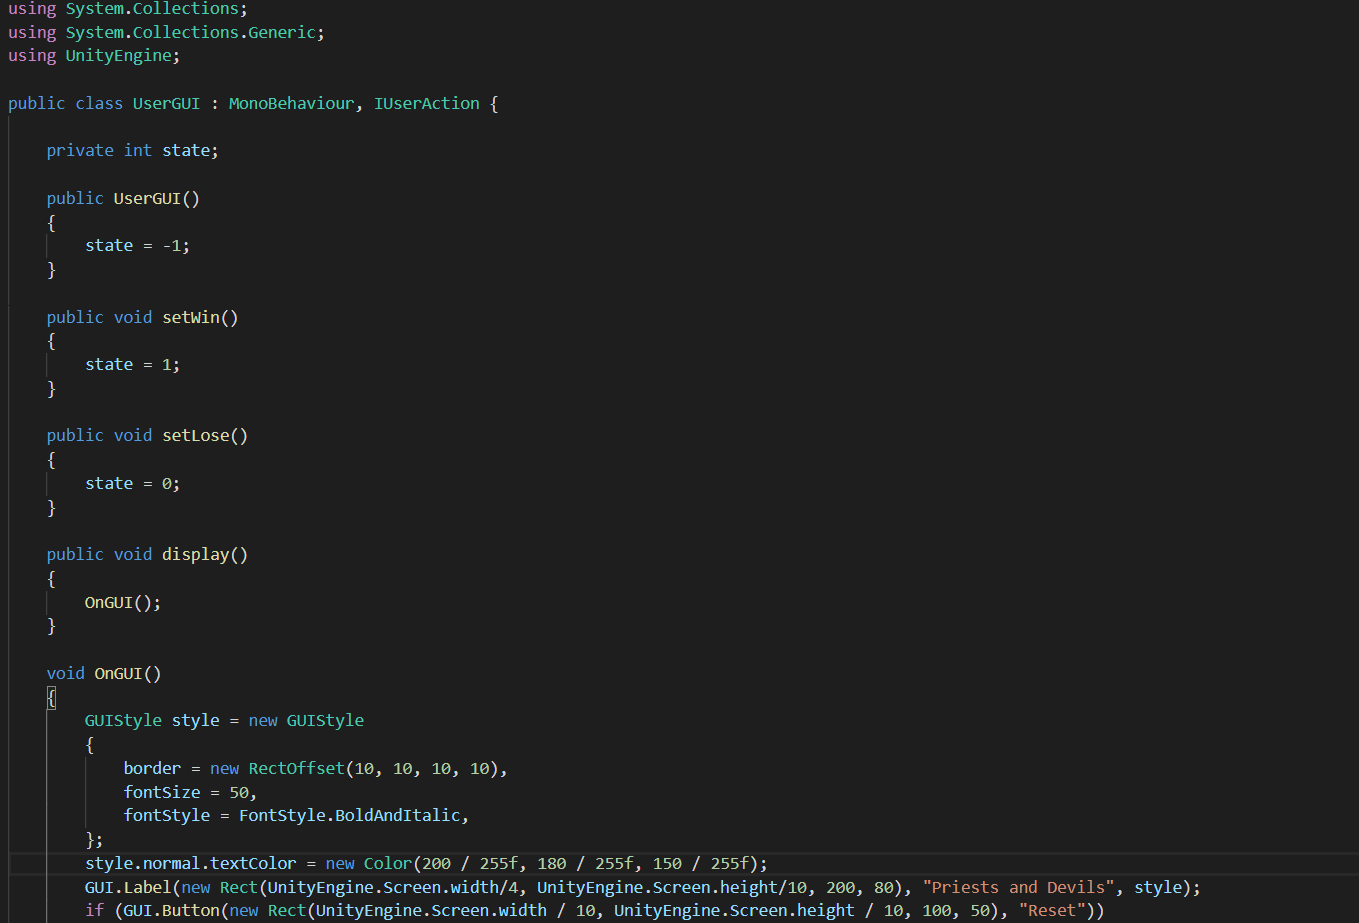 using System.Collections;
using System.Collections.Generic;
using UnityEngine;

public class UserGUI : MonoBehaviour, IUserAction {

    private int state;

    public UserGUI()
    {
        state = -1;
    }

    public void setWin()
    {
        state = 1;
    }

    public void setLose()
    {
        state = 0;
    }

    public void display()
    {
        OnGUI();
    }

    void OnGUI()
    {
        GUIStyle style = new GUIStyle
        {
            border = new RectOffset(10, 10, 10, 10),
            fontSize = 50,
            fontStyle = FontStyle.BoldAndItalic,
        };
        style.normal.textColor = new Color(200 / 255f, 180 / 255f, 150 / 255f);
        GUI.Label(new Rect(UnityEngine.Screen.width/4, UnityEngine.Screen.height/10, 200, 80), "Priests and Devils", style);
        if (GUI.Button(new Rect(UnityEngine.Screen.width / 10, UnityEngine.Screen.height / 10, 100, 50), "Reset"))